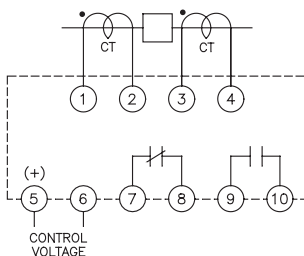 CT CT
1 2 3 4
(+)
5 6 7 8 9 10
CONTROL
VOLTAGE